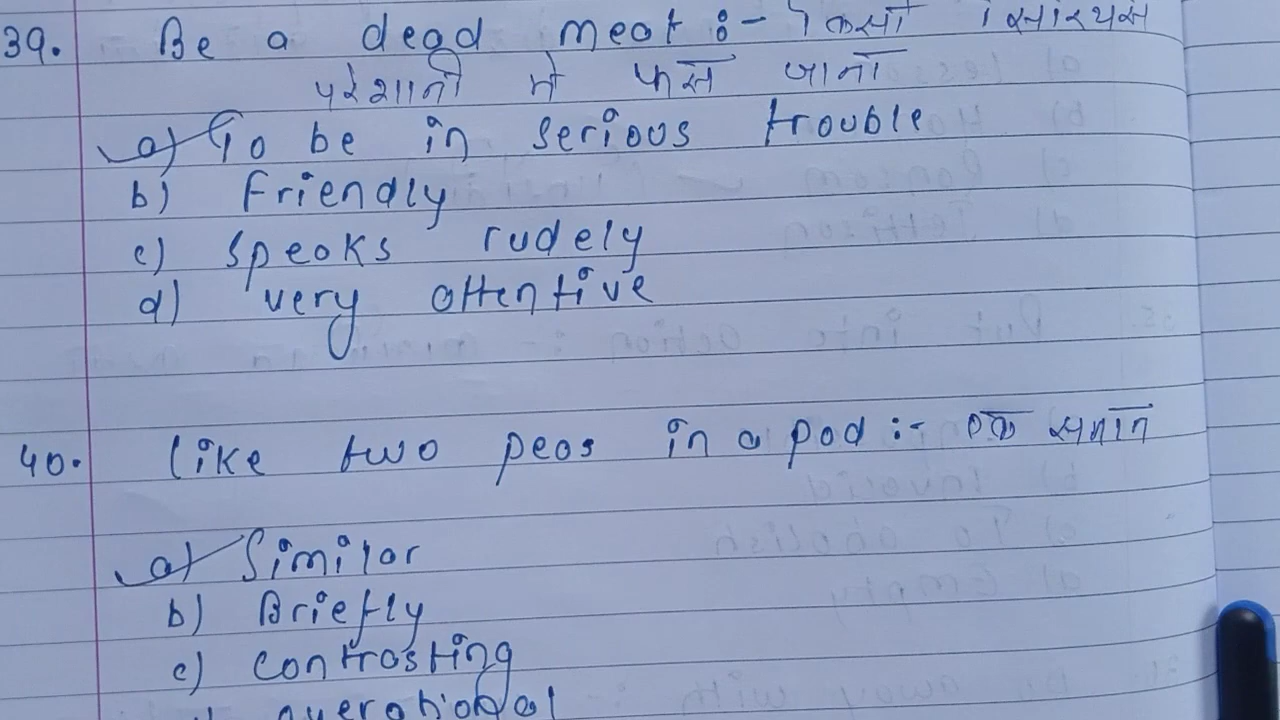 39. Be a dead meat :- किसी सीरियस
परेशानी में फस जाना
a) To be in serious trouble
b) Friendly
c) speaks rudely
d) very attentive
40. like two peas in a pod :- एक समान
a) Similar
b) Briefly
c) contrasting